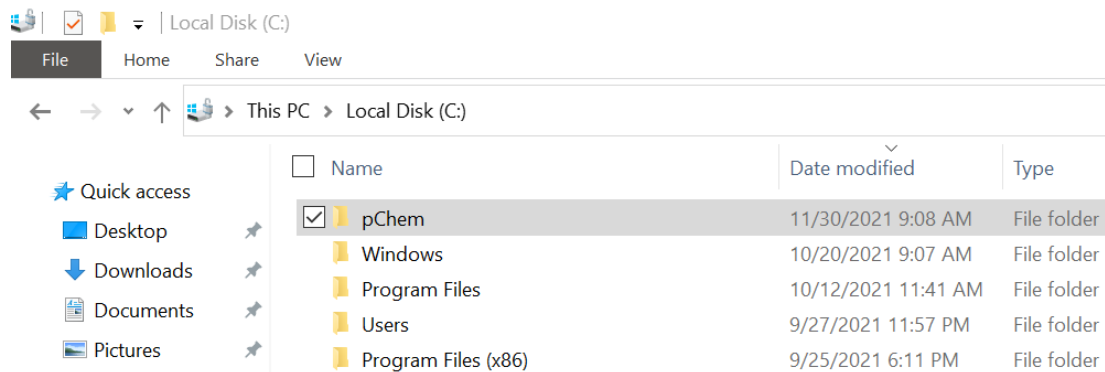 Local Disk (C:)
File Home Share View
This PC > Local Disk (C:)
Name Date modified Type
Quick access
Desktop
Downloads
Documents
Pictures
pChem 11/30/2021 9:08 AM File folder
Windows 10/20/2021 9:07 AM File folder
Program Files 10/12/2021 11:41 AM File folder
Users 9/27/2021 11:57 PM File folder
Program Files (x86) 9/25/2021 6:11 PM File folder